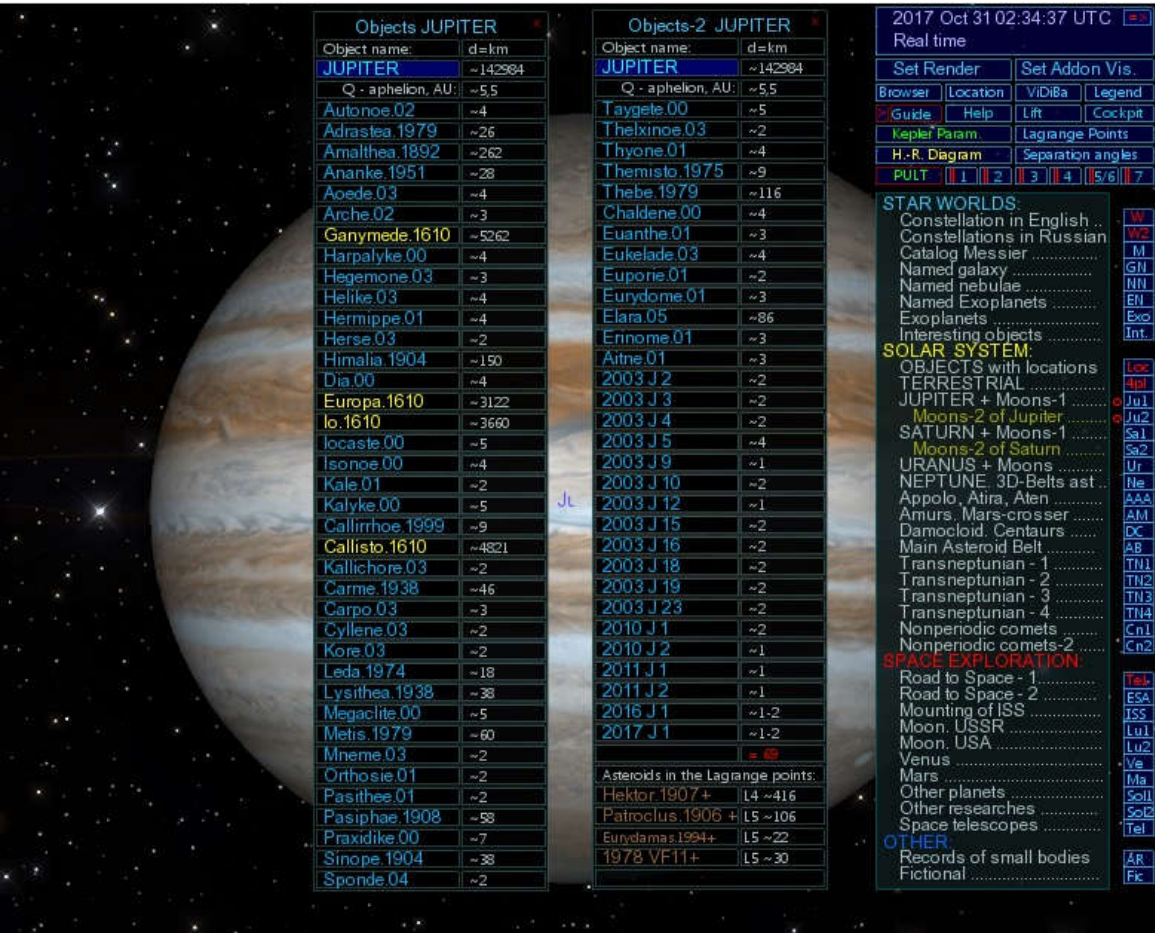 Objects JUPITER ×
Object name: d=km
JUPITER ~142984
Q - aphelion, AU: ~5,5
Autonoe.02 ~4
Adrastea.1979 ~26
Amalthea.1892 ~262
Ananke.1951 ~28
Aoede.03 ~4
Arche.02 ~3
Ganymede.1610 ~5262
Harpalyke.00 ~4
Hegemone.03 ~3
Helike.03 ~4
Hermippe.01 ~4
Herse.03 ~2
Himalia.1904 ~150
Dia.00 ~4
Europa.1610 ~3122
Io.1610 ~3660
Iocaste.00 ~5
Isonoe.00 ~4
Kale.01 ~2
Kalyke.00 ~5
Callirrhoe.1999 ~9
Callisto.1610 ~4821
Kallichore.03 ~2
Carme.1938 ~46
Carpo.03 ~3
Cyllene.03 ~2
Kore.03 ~2
Leda.1974 ~18
Lysithea.1938 ~38
Megaclite.00 ~5
Metis.1979 ~60
Mneme.03 ~2
Orthosie.01 ~2
Pasithee.01 ~2
Pasiphae.1908 ~58
Praxidike.00 ~7
Sinope.1904 ~38
Sponde.04 ~2
Objects-2 JUPITER ×
Object name: d=km
JUPITER ~142984
Q - aphelion, AU: ~5,5
Taygete.00 ~5
Thelxinoe.03 ~2
Thyone.01 ~4
Themisto.1975 ~9
Thebe.1979 ~116
Chaldene.00 ~4
Euanthe.01 ~3
Eukelade.03 ~4
Euporie.01 ~2
Eurydome.01 ~3
Elara.05 ~86
Erinome.01 ~3
Aitne.01 ~3
2003 J 2 ~2
2003 J 3 ~2
2003 J 4 ~2
2003 J 5 ~4
2003 J 9 ~1
2003 J 10 ~2
2003 J 12 ~1
2003 J 15 ~2
2003 J 16 ~2
2003 J 18 ~2
2003 J 19 ~2
2003 J 23 ~2
2010 J 1 ~2
2010 J 2 ~1
2011 J 1 ~1
2011 J 2 ~1
2016 J 1 ~1-2
2017 J 1 ~1-2
= 69
Asteroids in the Lagrange points:
Hektor.1907+ L4 ~416
Patroclus.1906 + L5 ~106
Eurydamas.1994+ L5 ~22
1978 VF11+ L5 ~30
2017 Oct 31 02:34:37 UTC =>
Real time
Set Render Set Addon Vis.
Browser Location ViDiBa Legend
> Guide Help Lift Cockpit
Kepler Param. Lagrange Points
H.-R. Diagram Separation angles
PULT 1 2 3 4 5/6 7
STAR WORLDS:
Constellation in English .. W
Constellations in Russian W2
Catalog Messier ............. M
Named galaxy ............... GN
Named nebulae .............. NN
Named Exoplanets ........... EN
Exoplanets .................. Exo
Interesting objects ......... Int.
SOLAR SYSTEM:
OBJECTS with locations Loc
TERRESTRIAL ............. 4pl
JUPITER + Moons-1 ....... Ju1
Moons-2 of Jupiter ....... Ju2
SATURN + Moons-1 ....... Sa1
Moons-2 of Saturn ........ Sa2
URANUS + Moons ......... Ur
NEPTUNE. 3D-Belts ast .. Ne
Appolo, Atira, Aten ........ AAA
Amurs. Mars-crosser ...... AM
Damocloid. Centaurs ..... DC
Main Asteroid Belt ......... AB
Transneptunian - 1 ........ TN1
Transneptunian - 2 ........ TN2
Transneptunian - 3 ........ TN3
Transneptunian - 4 ........ TN4
Nonperiodic comets ....... Cn1
Nonperiodic comets-2 .... Cn2
SPACE EXPLORATION:
Road to Space - 1........... Tel.
Road to Space - 2 .......... ESA
Mounting of ISS ............ ISS
Moon. USSR ................ Lu1
Moon. USA .................. Lu2
Venus ........................ Ve
Mars .......................... Ma
Other planets ............... Sol1
Other researches ........... Sol2
Space telescopes .......... Tel
OTHER:
Records of small bodies AR
Fictional ..................... Fic